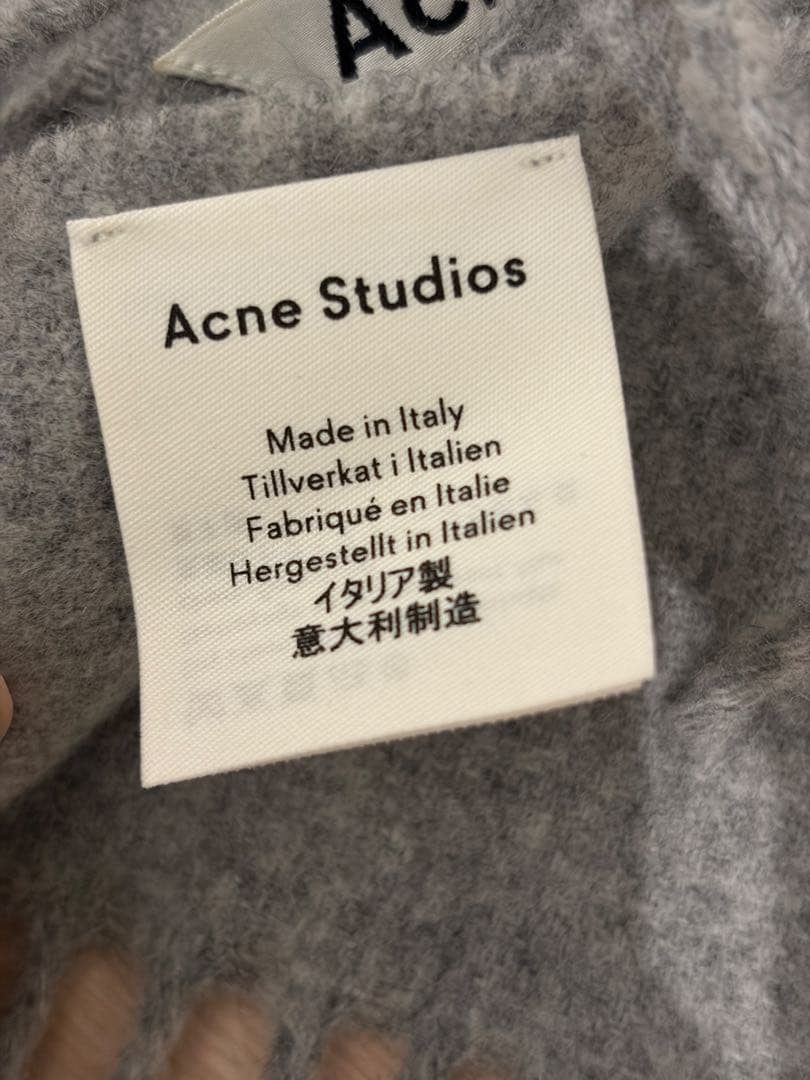 Acne Studios
Made in Italy
Tillverkat i Italien
Fabriqué en Italie
Hergestellt in Italien
イタリア製
意大利制造